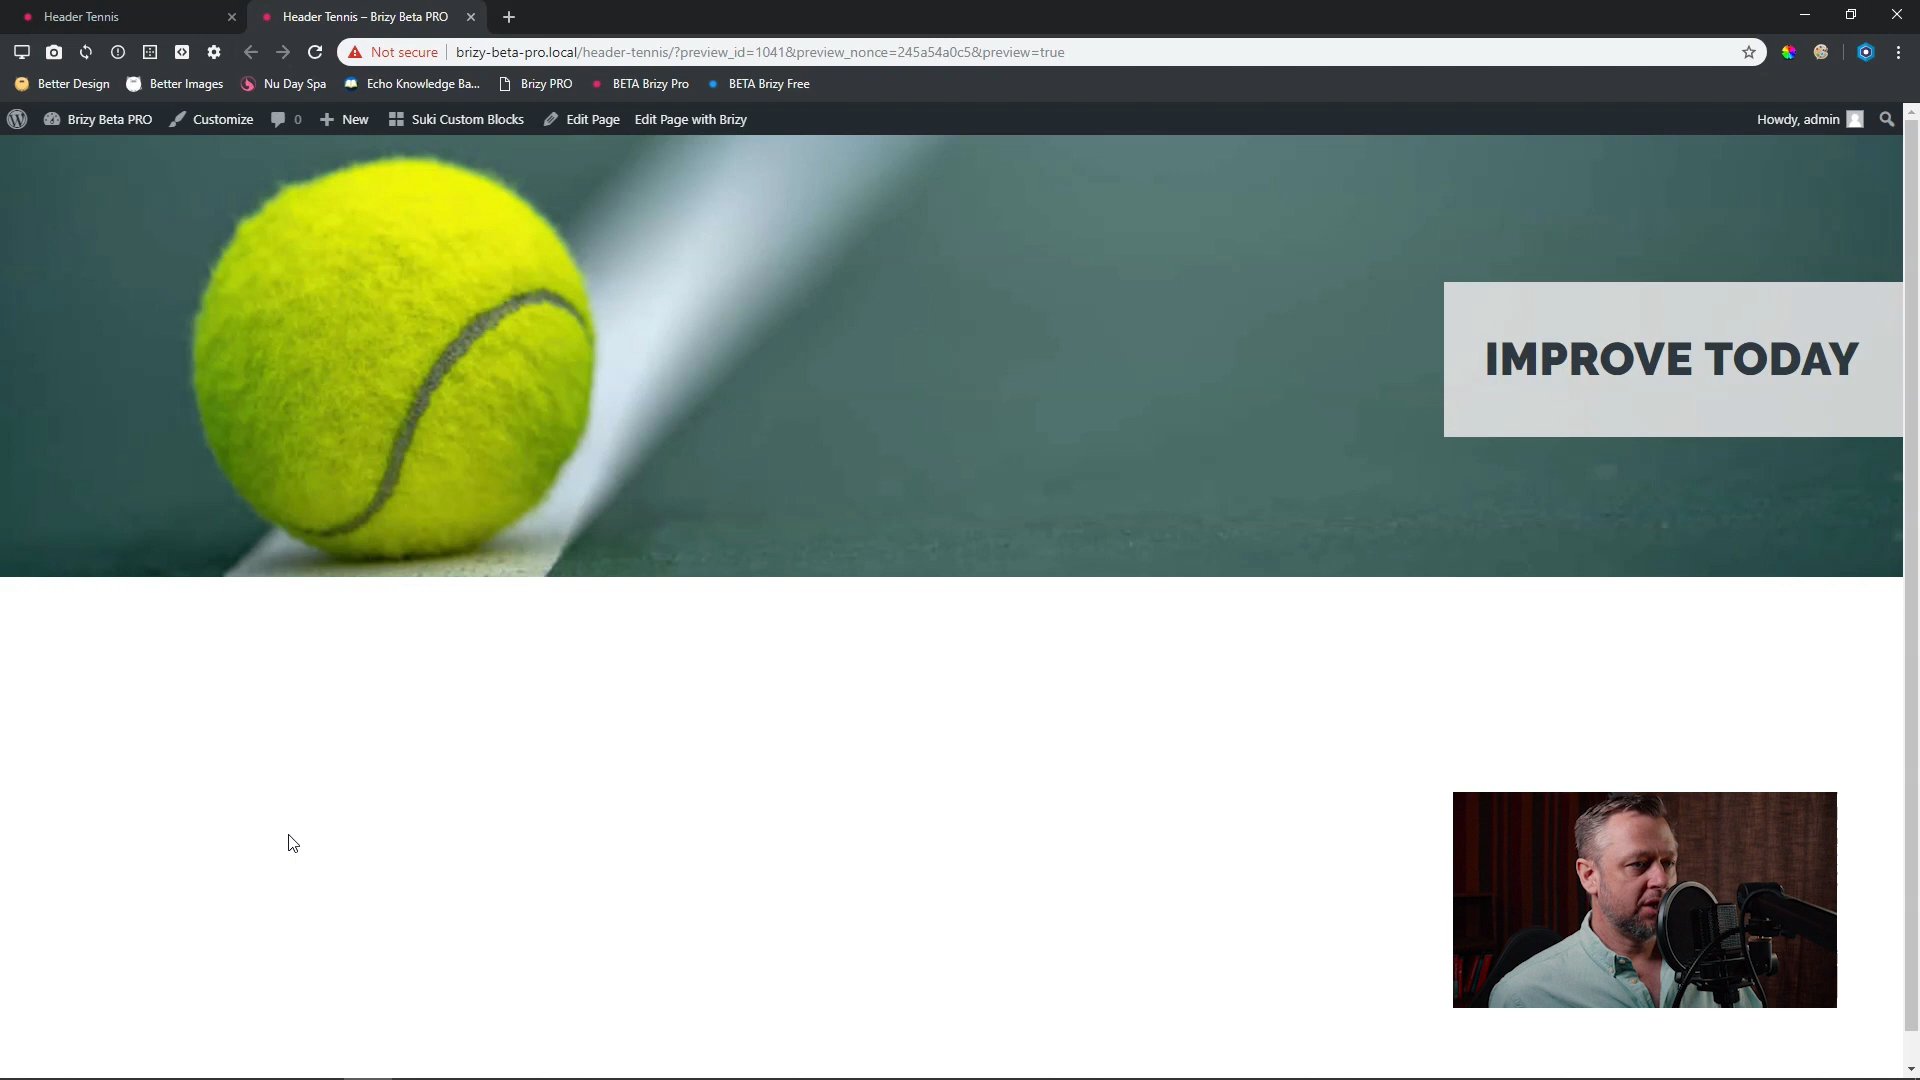 Header Tennis
Header Tennis – Brizy Beta PRO
Not secure
brizy-beta-pro.local/header-tennis/?preview_id=1041&preview_nonce=245a54a0c5&preview=true
Better Design
Better Images
Nu Day Spa
Echo Knowledge Ba...
Brizy PRO
BETA Brizy Pro
BETA Brizy Free
Brizy Beta PRO
Customize
0
New
Suki Custom Blocks
Edit Page
Edit Page with Brizy
Howdy, admin
IMPROVE TODAY